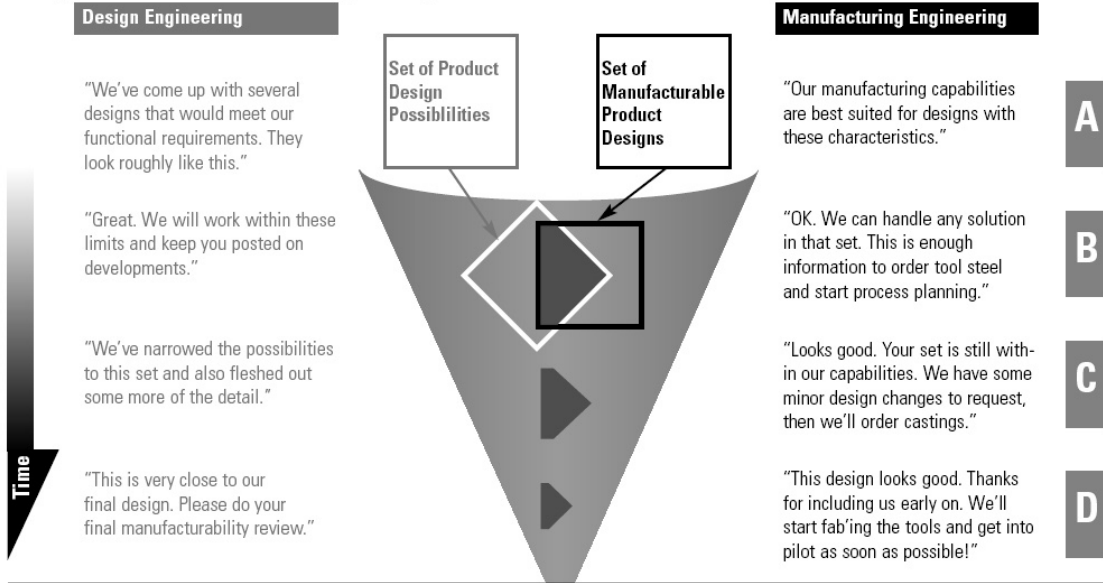 Design Engineering
Manufacturing Engineering
Set of Product
Design
Possiblilities
Set of
Manufacturable
Product
Designs
“We’ve come up with several
designs that would meet our
functional requirements. They
look roughly like this.”
“Our manufacturing capabilities
are best suited for designs with
these characteristics.”
A
“Great. We will work within these
limits and keep you posted on
developments.”
“OK. We can handle any solution
in that set. This is enough
information to order tool steel
and start process planning.”
B
“We’ve narrowed the possibilities
to this set and also fleshed out
some more of the detail.”
“Looks good. Your set is still with-
in our capabilities. We have some
minor design changes to request,
then we’ll order castings.”
C
Time
“This is very close to our
final design. Please do your
final manufacturability review.”
“This design looks good. Thanks
for including us early on. We’ll
start fab’ing the tools and get into
pilot as soon as possible!”
D